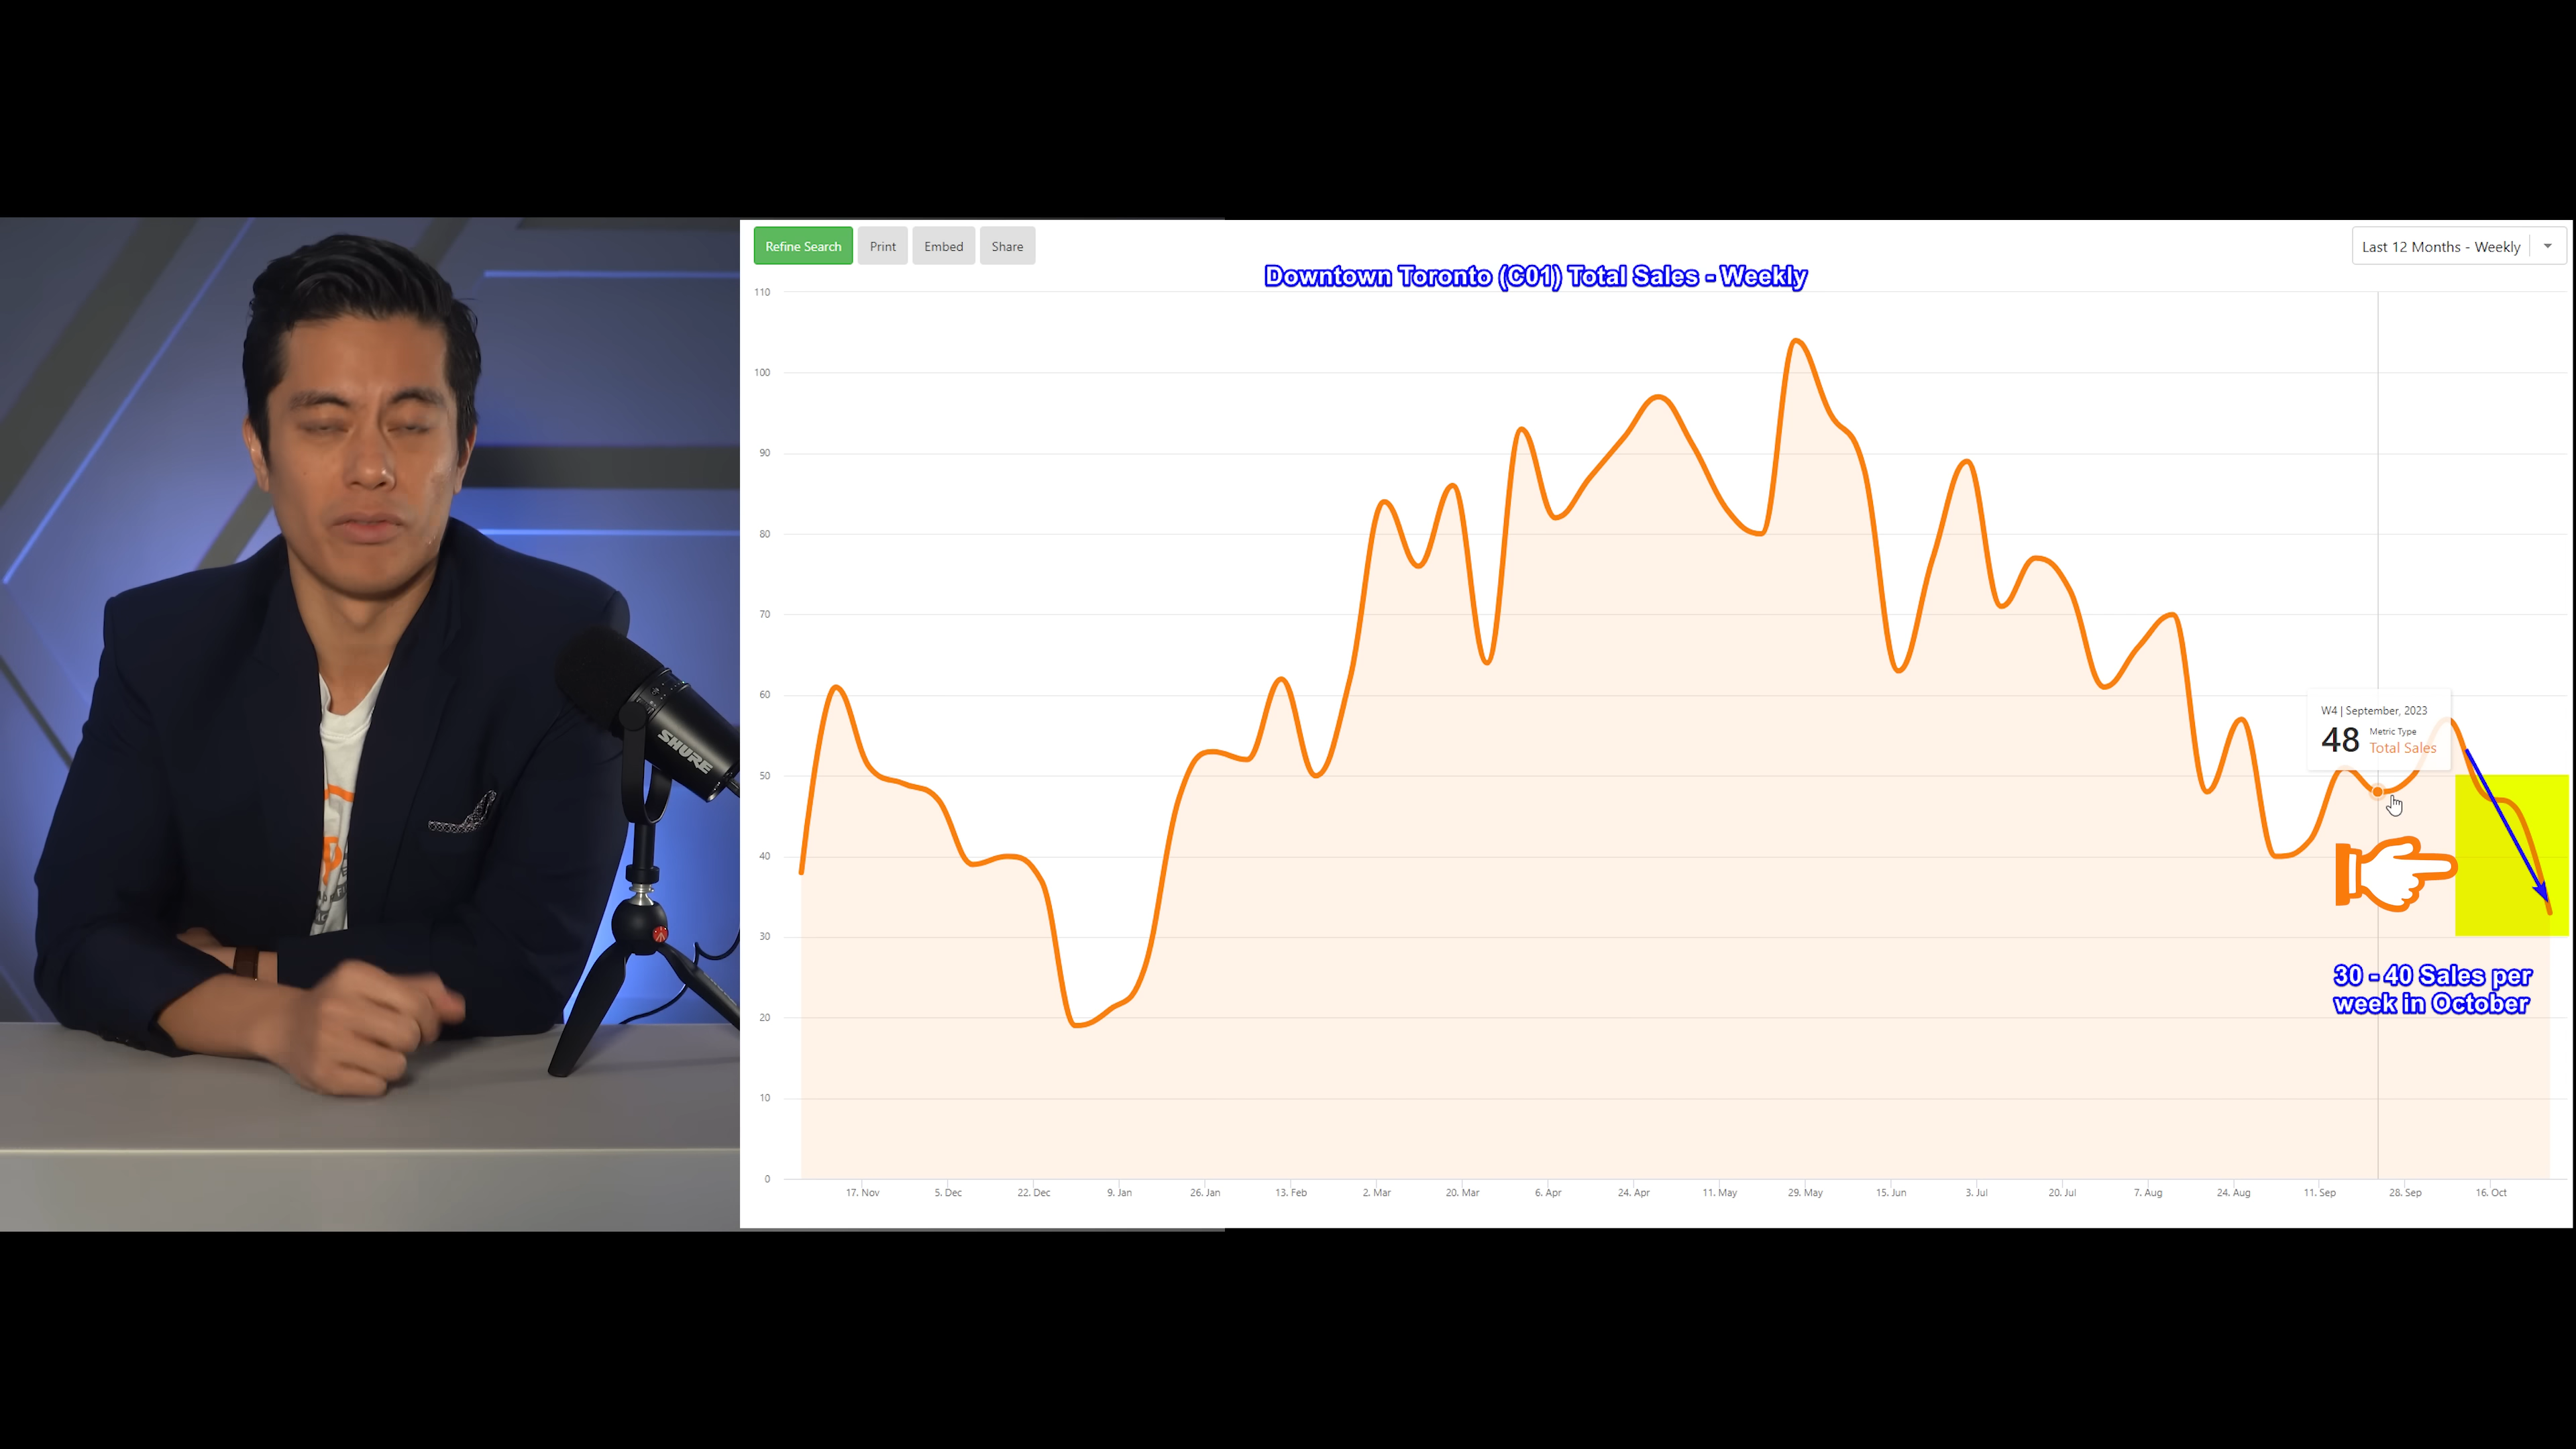 Refine Search
Print
Embed
Share
Last 12 Months - Weekly
Downtown Toronto (C01) Total Sales - Weekly
110
100
90
80
70
60
50
40
30
20
10
0
W4 | September, 2023
48
Metric Type
Total Sales
30 - 40 Sales per
week in October
17. Nov
5. Dec
22. Dec
9. Jan
26. Jan
13. Feb
2. Mar
20. Mar
6. Apr
24. Apr
11. May
29. May
15. Jun
3. Jul
20. Jul
7. Aug
24. Aug
11. Sep
28. Sep
16. Oct
SHURE